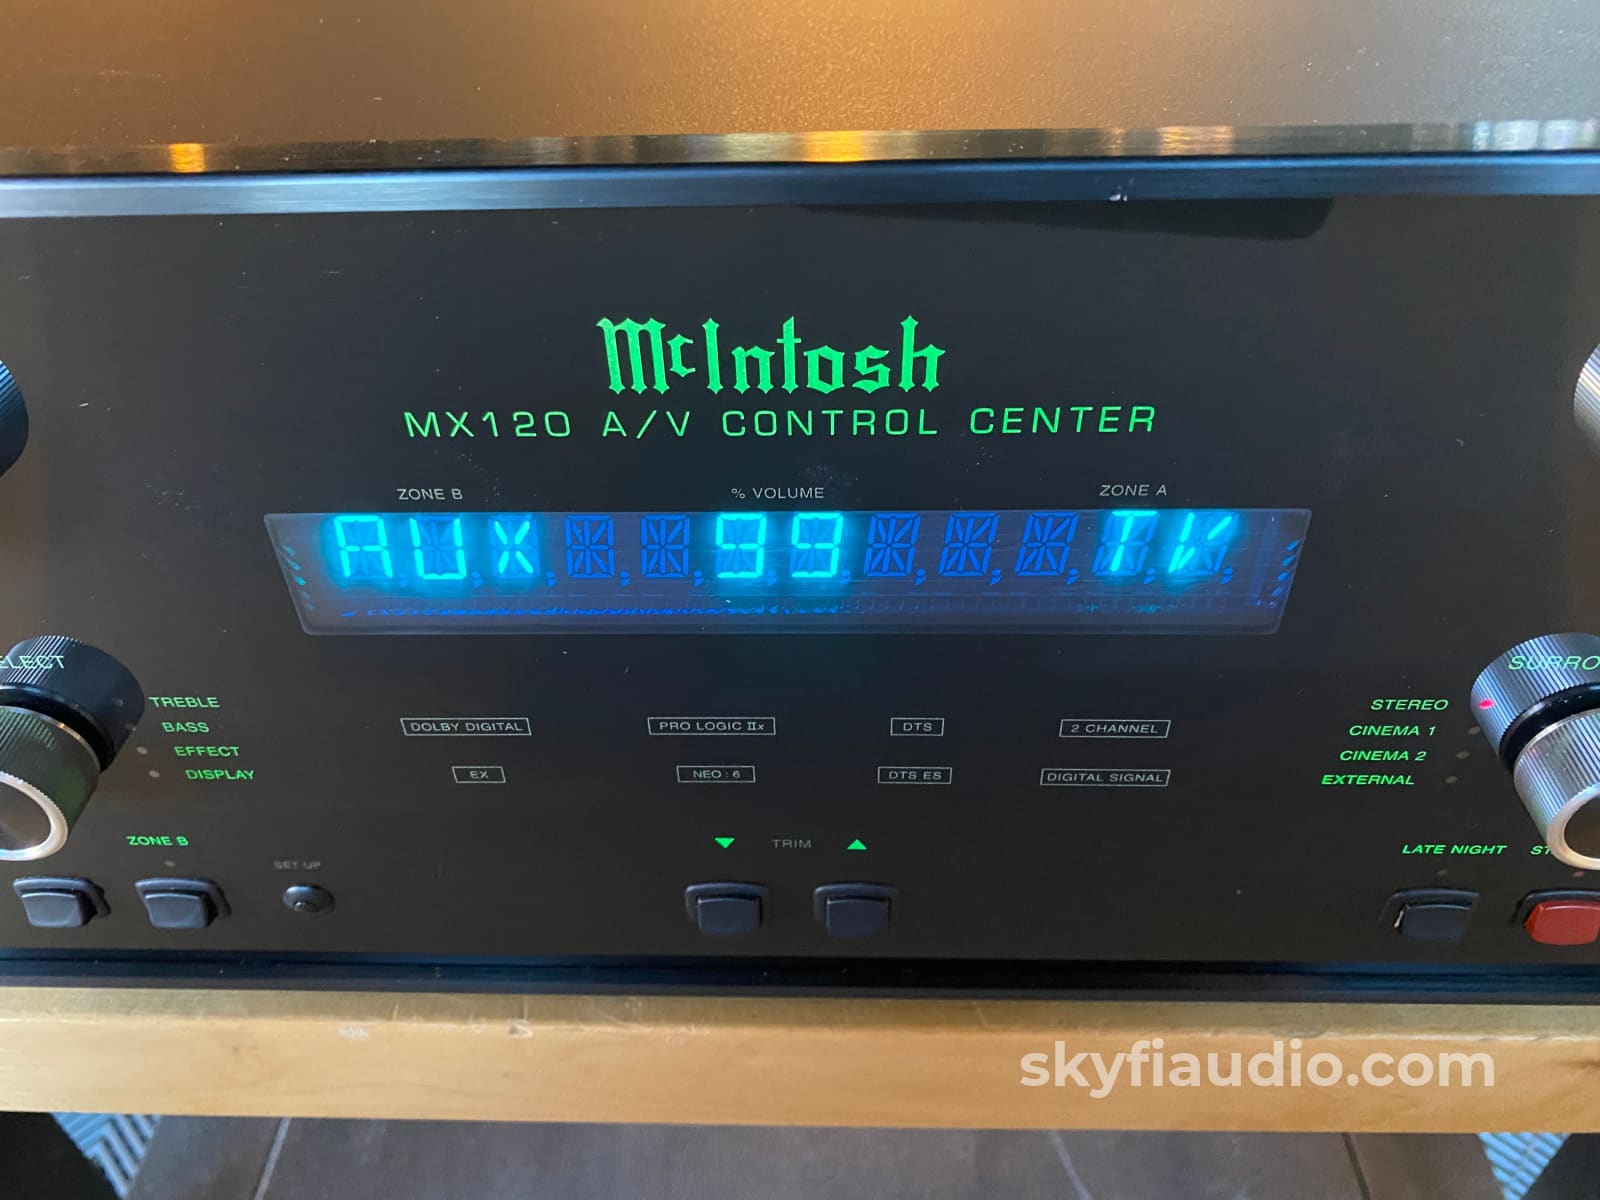 McIntosh
MX120 A/V CONTROL CENTER
ZONE B % VOLUME ZONE A
AUX 99 TV
TREBLE
BASS
EFFECT
DISPLAY
DOLBY DIGITAL PRO LOGIC IIx DTS 2 CHANNEL
EX NEO:6 DTS ES DIGITAL SIGNAL
STEREO
CINEMA 1
CINEMA 2
EXTERNAL
ZONE B
SET UP
TRIM
LATE NIGHT
skyfiaudio.com